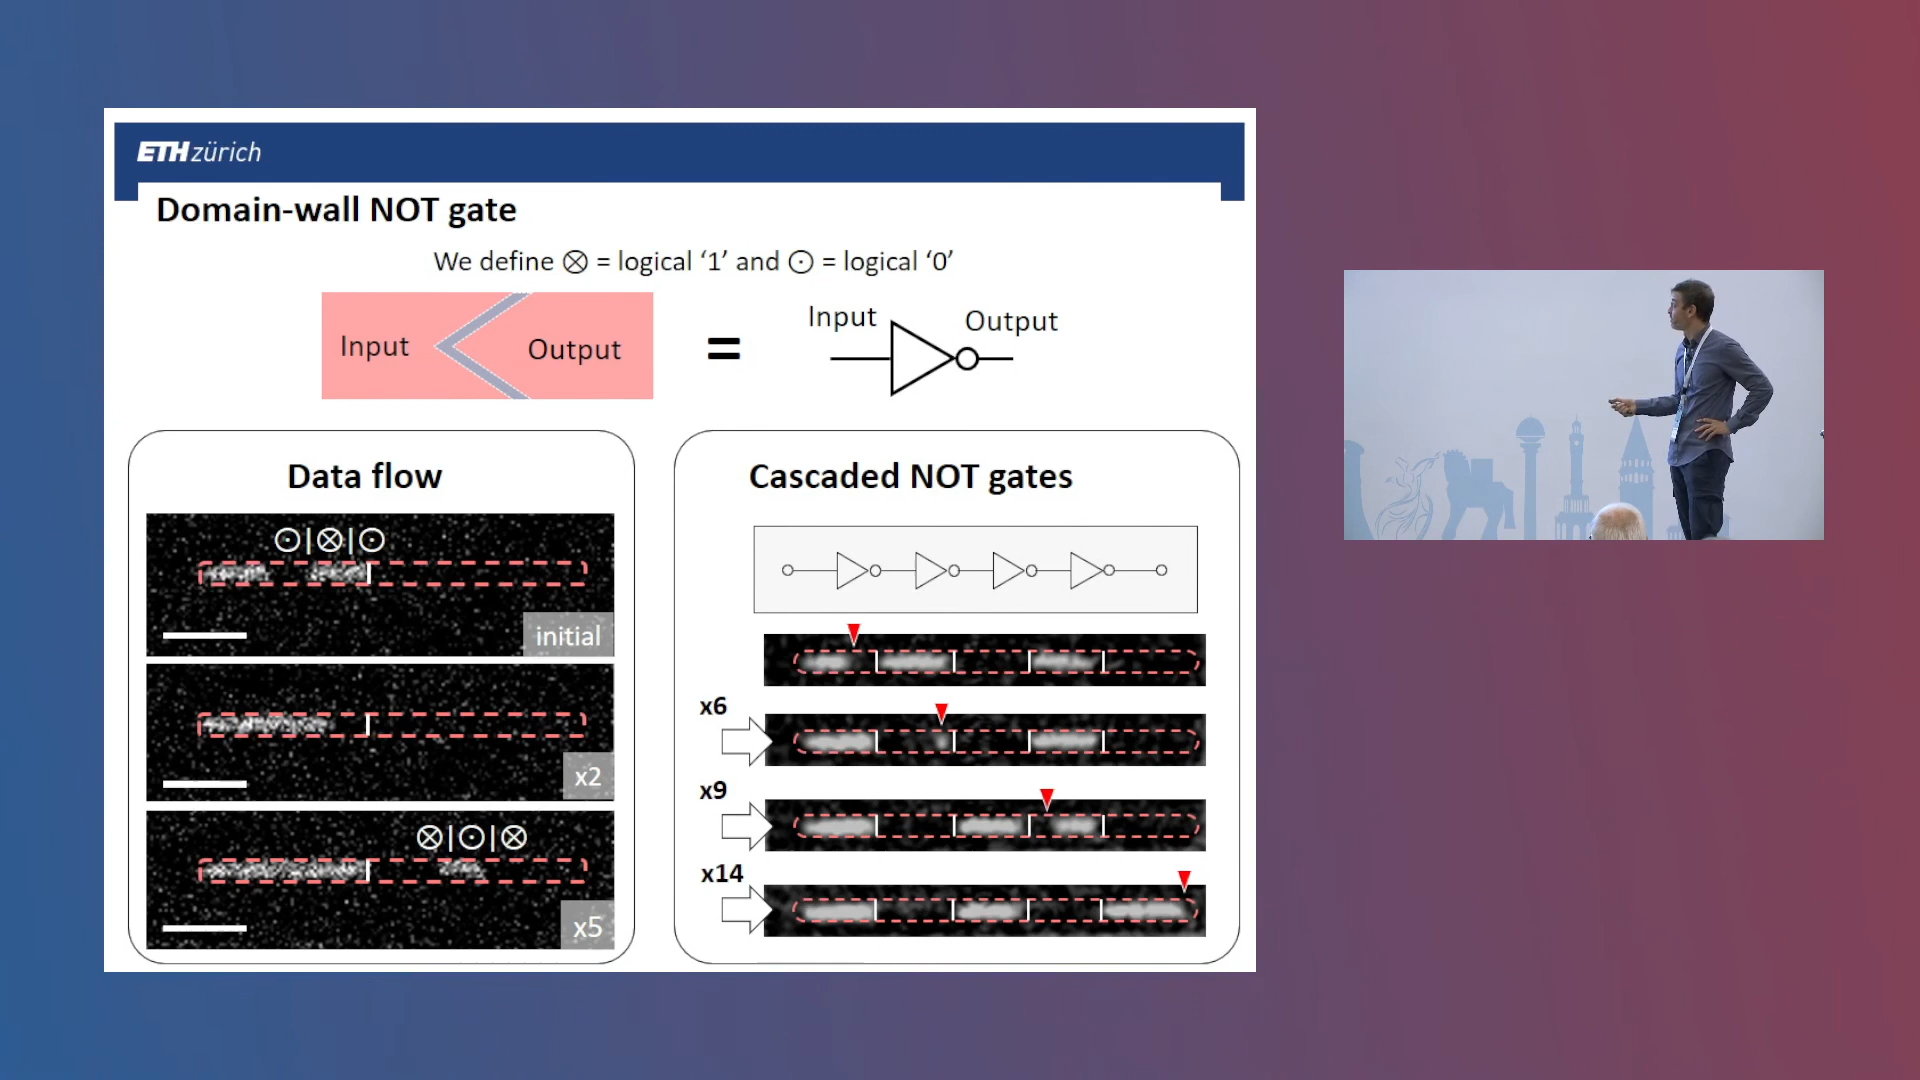 ETH zürich
Domain-wall NOT gate
We define ⊗ = logical ‘1’ and ⊙ = logical ‘0’
Input
Output
=
Input
Output
Data flow
⊙|⊗|⊙
initial
x2
⊗|⊙|⊗
x5
Cascaded NOT gates
x6
x9
x14